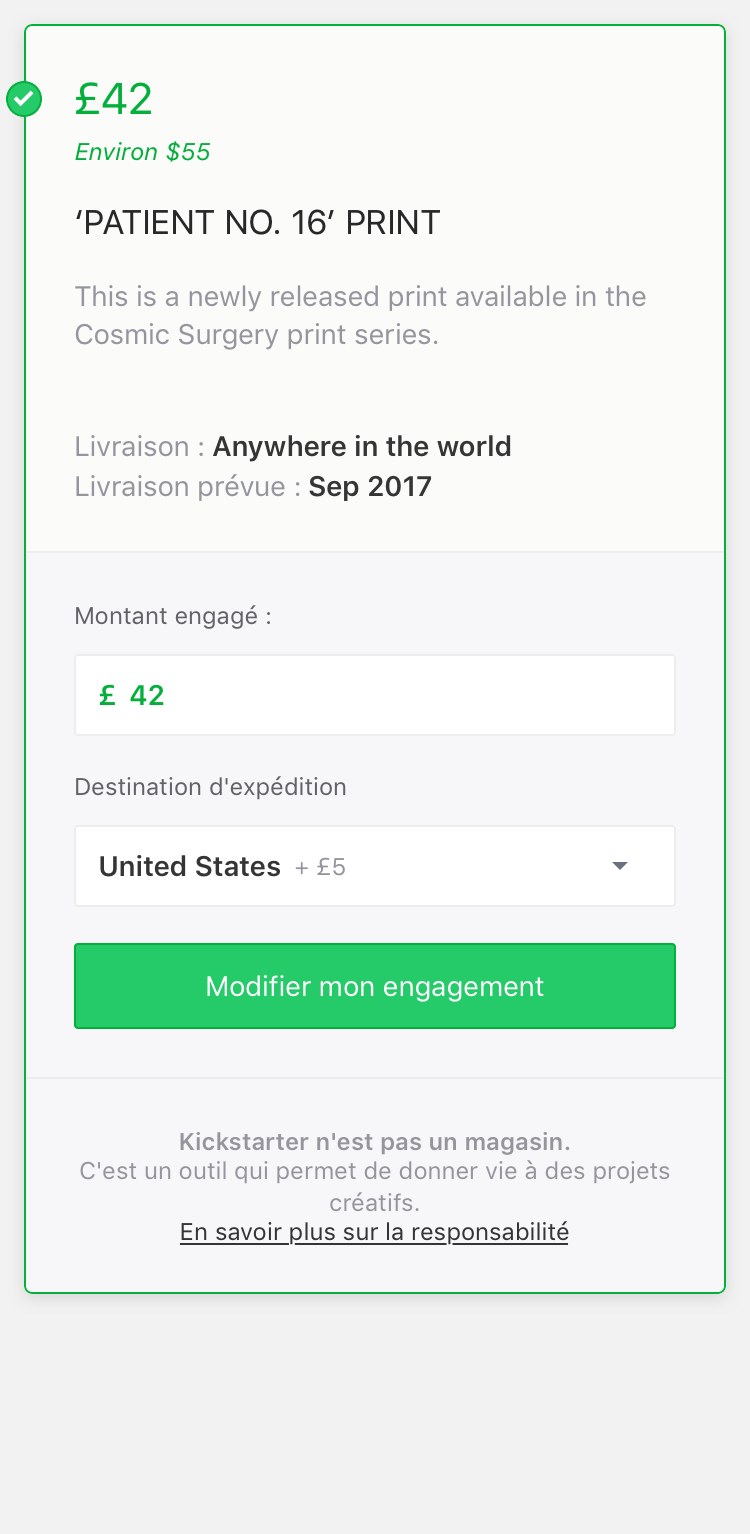 £42
Environ $55
‘PATIENT NO. 16’ PRINT
This is a newly released print available in the
Cosmic Surgery print series.
Livraison : Anywhere in the world
Livraison prévue : Sep 2017
Montant engagé :
£ 42
Destination d'expédition
United States + £5
Modifier mon engagement
Kickstarter n'est pas un magasin.
C'est un outil qui permet de donner vie à des projets
créatifs.
En savoir plus sur la responsabilité